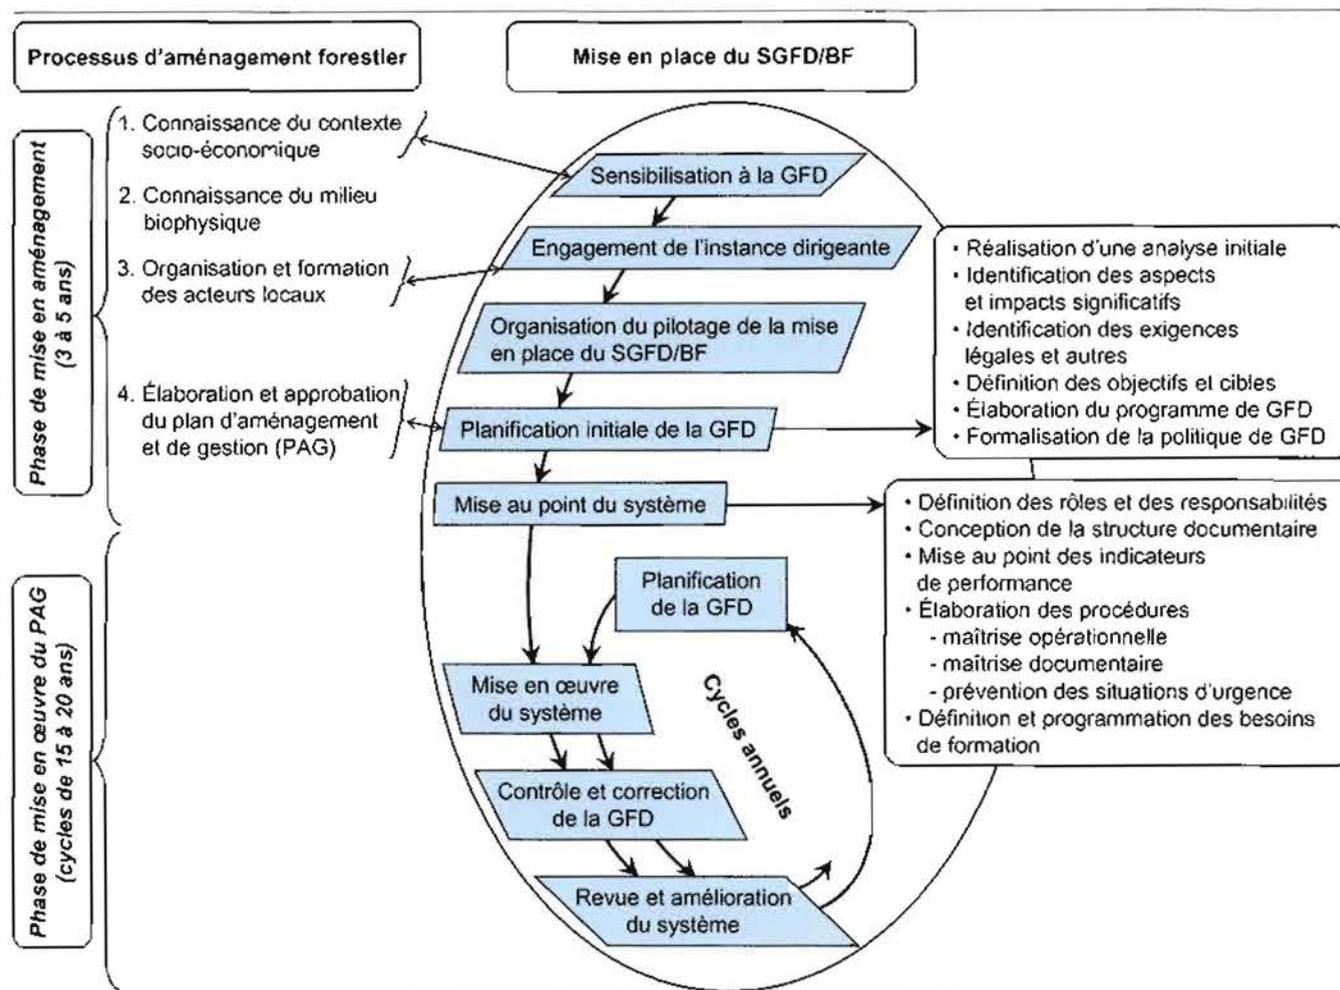 Processus d'aménagement forestier
Mise en place du SGFD/BF
Phase de mise en aménagement
(3 à 5 ans)
1. Connaissance du contexte
socio-économique
2. Connaissance du milieu
biophysique
3. Organisation et formation
des acteurs locaux
4. Élaboration et approbation
du plan d'aménagement
et de gestion (PAG)
Phase de mise en œuvre du PAG
(cycles de 15 à 20 ans)
Sensibilisation à la GFD
Engagement de l'instance dirigeante
Organisation du pilotage de la mise
en place du SGFD/BF
Planification initiale de la GFD
Mise au point du système
Planification
de la GFD
Mise en œuvre
du système
Contrôle et correction
de la GFD
Revue et amélioration
du système
Cycles annuels
• Réalisation d'une analyse initiale
• Identification des aspects
et impacts significatifs
• Identification des exigences
légales et autres
• Définition des objectifs et cibles
• Élaboration du programme de GFD
• Formalisation de la politique de GFD
• Définition des rôles et des responsabilités
• Conception de la structure documentaire
• Mise au point des indicateurs
de performance
• Élaboration des procédures
- maîtrise opérationnelle
- maîtrise documentaire
- prévention des situations d'urgence
• Définition et programmation des besoins
de formation